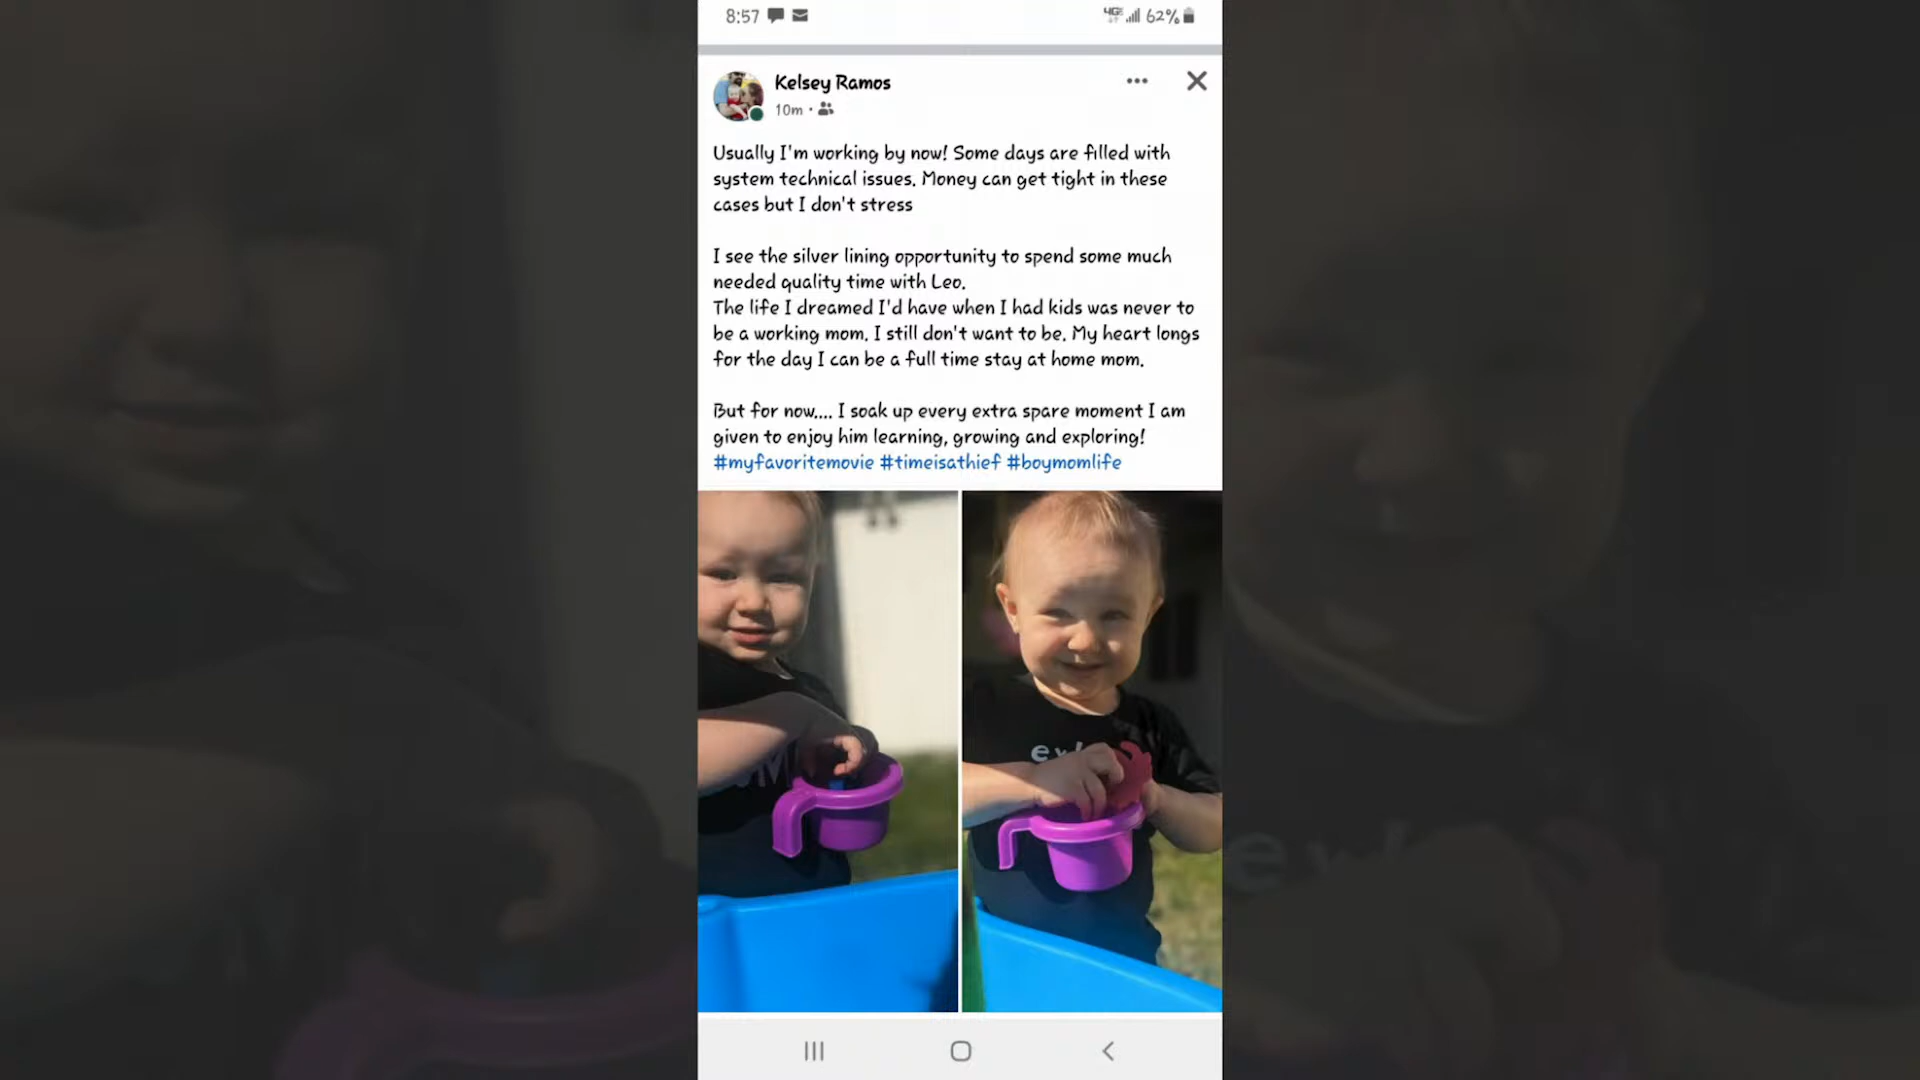 8:57
4G 62%
Kelsey Ramos
10m
Usually I'm working by now! Some days are filled with
system technical issues. Money can get tight in these
cases but I don't stress
I see the silver lining opportunity to spend some much
needed quality time with Leo.
The life I dreamed I'd have when I had kids was never to
be a working mom. I still don't want to be. My heart longs
for the day I can be a full time stay at home mom.
But for now.... I soak up every extra spare moment I am
given to enjoy him learning, growing and exploring!
#myfavoritemovie #timeisathief #boymomlife